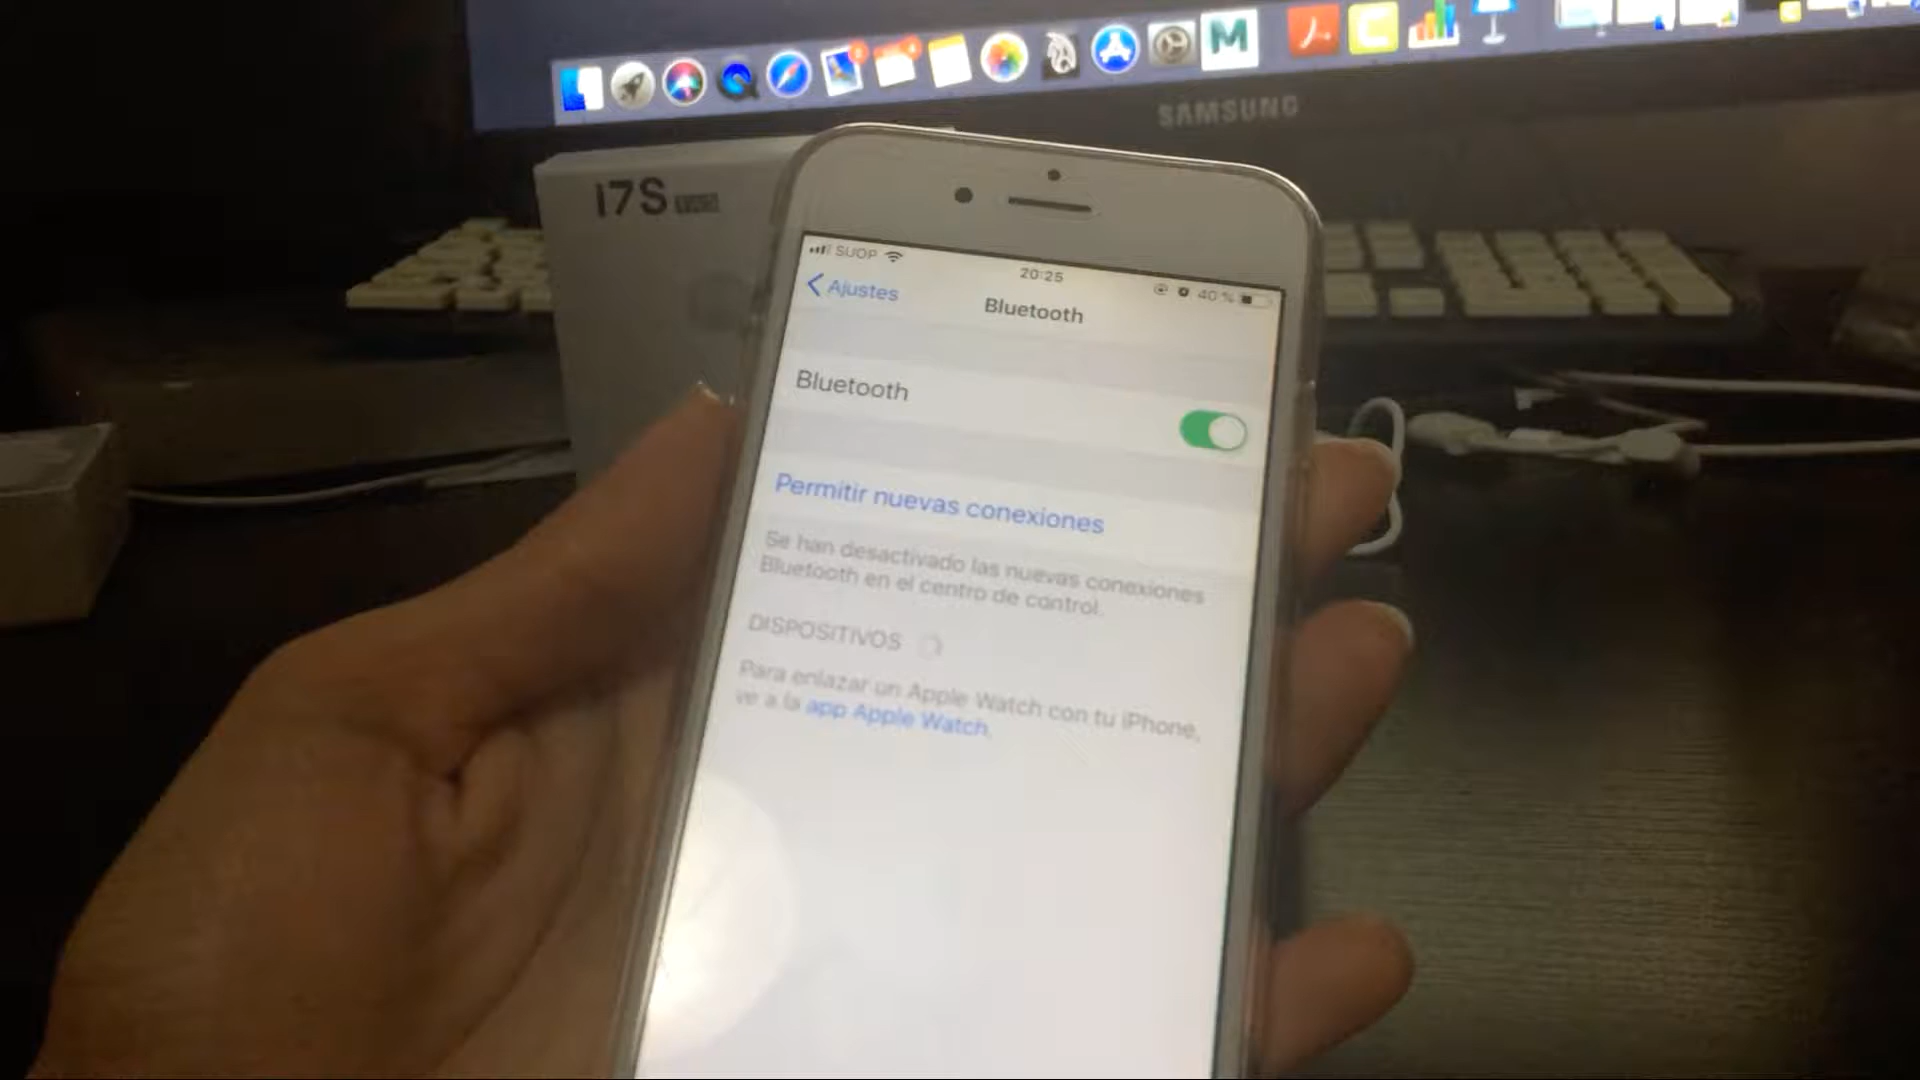 SAMSUNG
i7S
SUOP
20:25
40 %
Ajustes
Bluetooth
Bluetooth
Permitir nuevas conexiones
Se han desactivado las nuevas conexiones
Bluetooth en el centro de control.
DISPOSITIVOS
Para enlazar un Apple Watch con tu iPhone,
ve a la app Apple Watch.